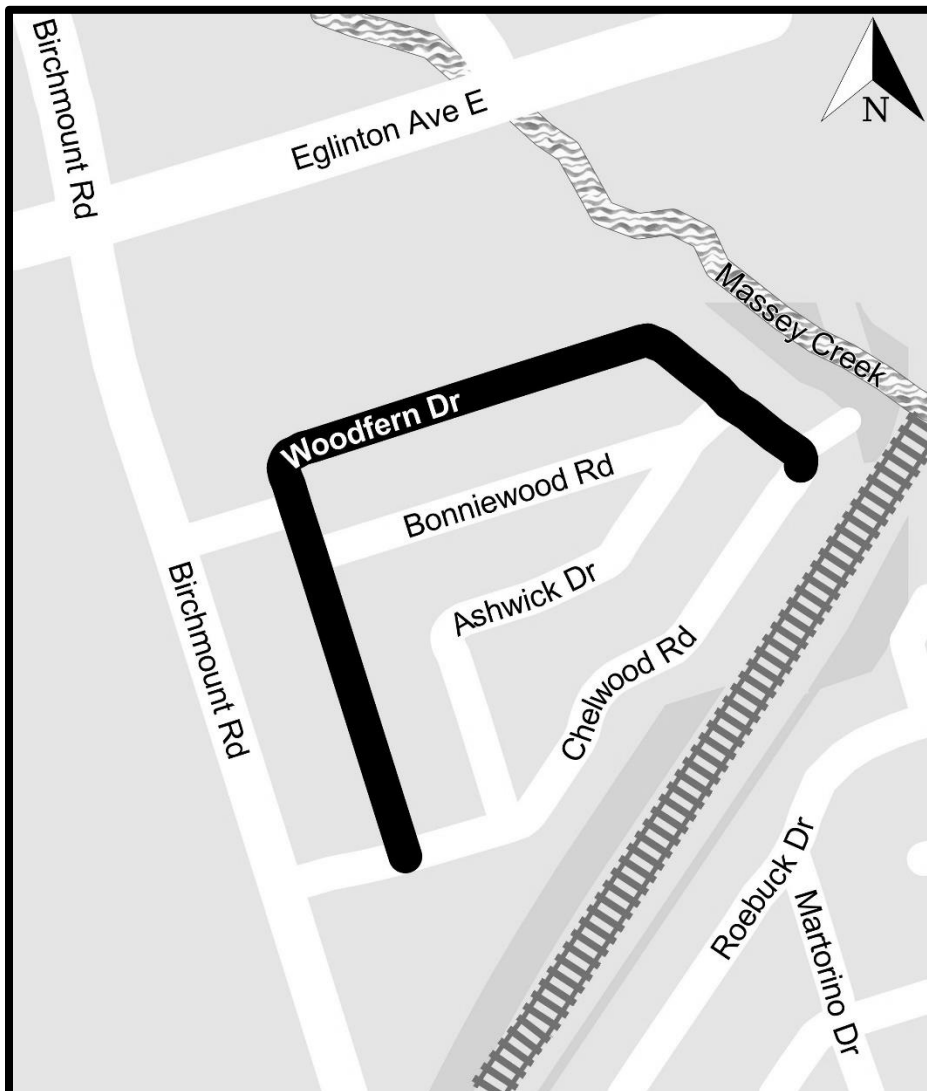 Birchmount Rd
Eglinton Ave E
N
Massey Creek
Woodfern Dr
Bonniewood Rd
Birchmount Rd
Ashwick Dr
Chelwood Rd
Roebuck Dr
Martorino Dr